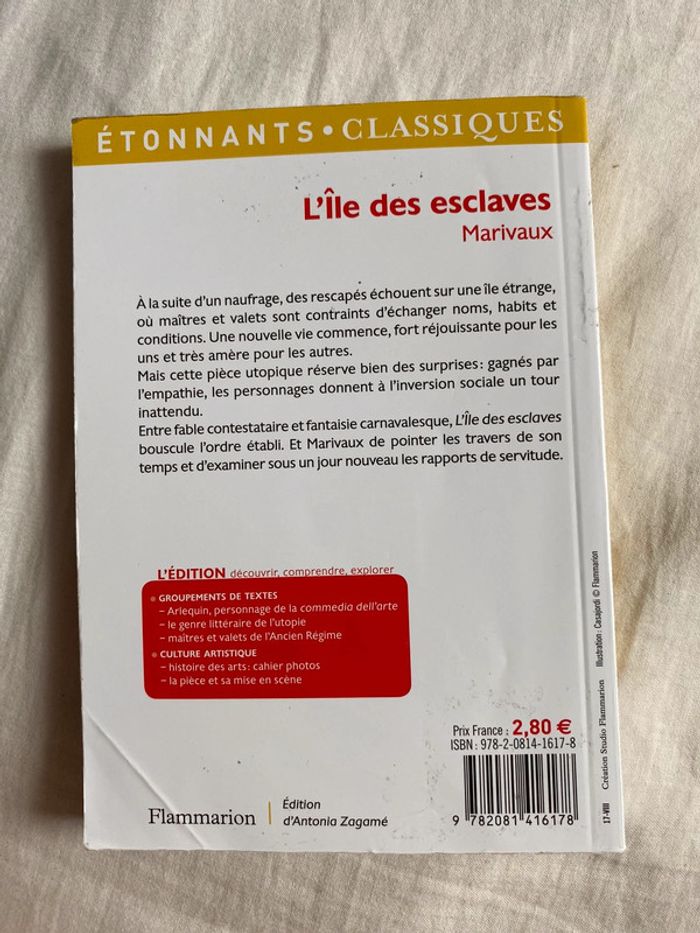 ÉTONNANTS • CLASSIQUES
L'Île des esclaves
Marivaux
À la suite d'un naufrage, des rescapés échouent sur une île étrange,
où maîtres et valets sont contraints d'échanger noms, habits et
conditions. Une nouvelle vie commence, fort réjouissante pour les
uns et très amère pour les autres.
Mais cette pièce utopique réserve bien des surprises : gagnés par
l'empathie, les personnages donnent à l'inversion sociale un tour
inattendu.
Entre fable contestataire et fantaisie carnavalesque, L'Île des esclaves
bouscule l'ordre établi. Et Marivaux de pointer les travers de son
temps et d'examiner sous un jour nouveau les rapports de servitude.
L'ÉDITION découvrir, comprendre, explorer
• GROUPEMENTS DE TEXTES
– Arlequin, personnage de la commedia dell'arte
– le genre littéraire de l'utopie
– maîtres et valets de l'Ancien Régime
• CULTURE ARTISTIQUE
– histoire des arts : cahier photos
– la pièce et sa mise en scène
Prix France : 2,80 €
ISBN : 978-2-0814-1617-8
9 782081 416178
Flammarion
Édition
d'Antonia Zagamé
17-VIII Création Studio Flammarion Illustration : Casajordi © Flammarion